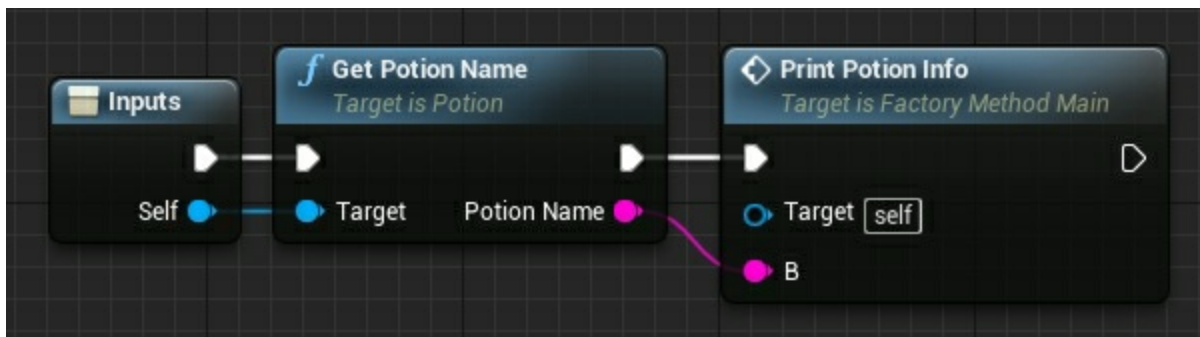 Inputs
Self
f Get Potion Name
Target is Potion
Target
Potion Name
Print Potion Info
Target is Factory Method Main
Target self
B